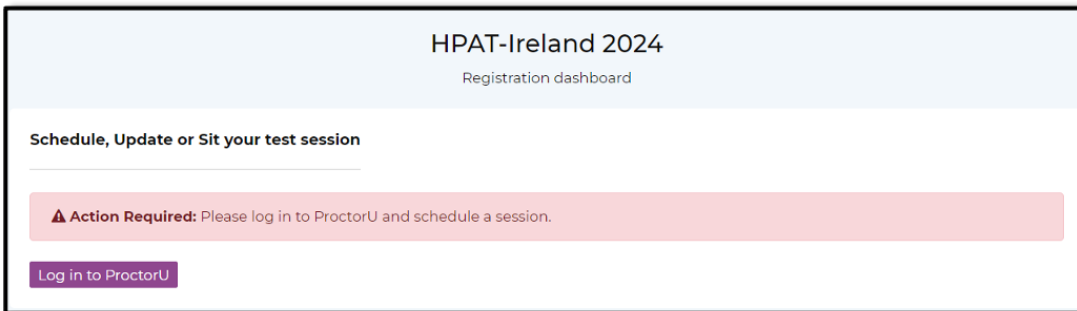 HPAT-Ireland 2024
Registration dashboard
Schedule, Update or Sit your test session
Action Required: Please log in to ProctorU and schedule a session.
Log in to ProctorU